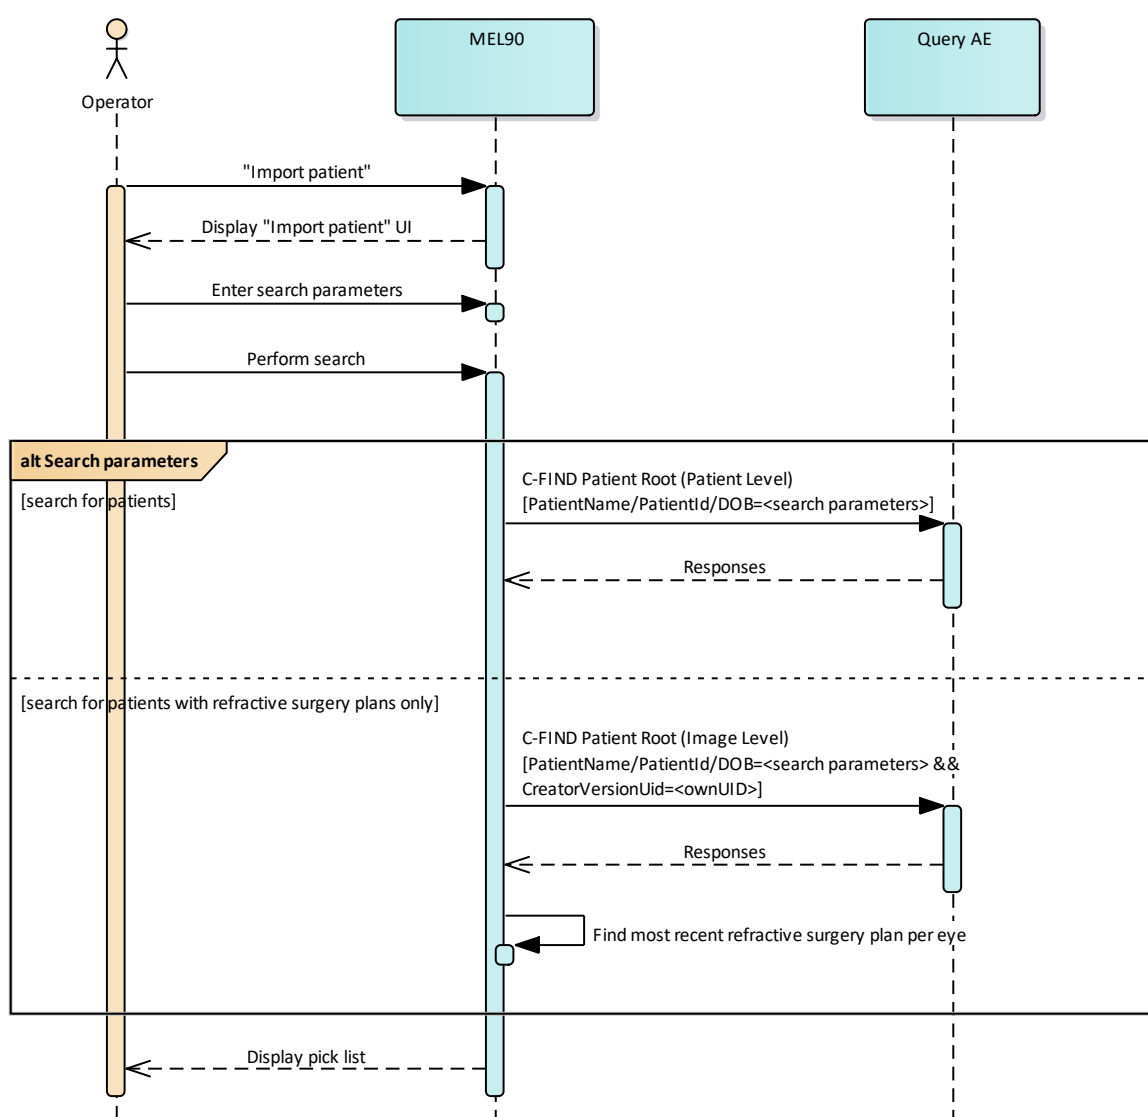 MEL90
Query AE
Operator
"Import patient"
Display "Import patient" UI
Enter search parameters
Perform search
alt Search parameters
[search for patients]
C-FIND Patient Root (Patient Level)
[PatientName/PatientId/DOB=<search parameters>]
Responses
[search for patients with refractive surgery plans only]
C-FIND Patient Root (Image Level)
[PatientName/PatientId/DOB=<search parameters> &&
CreatorVersionUid=<ownUID>]
Responses
Find most recent refractive surgery plan per eye
Display pick list